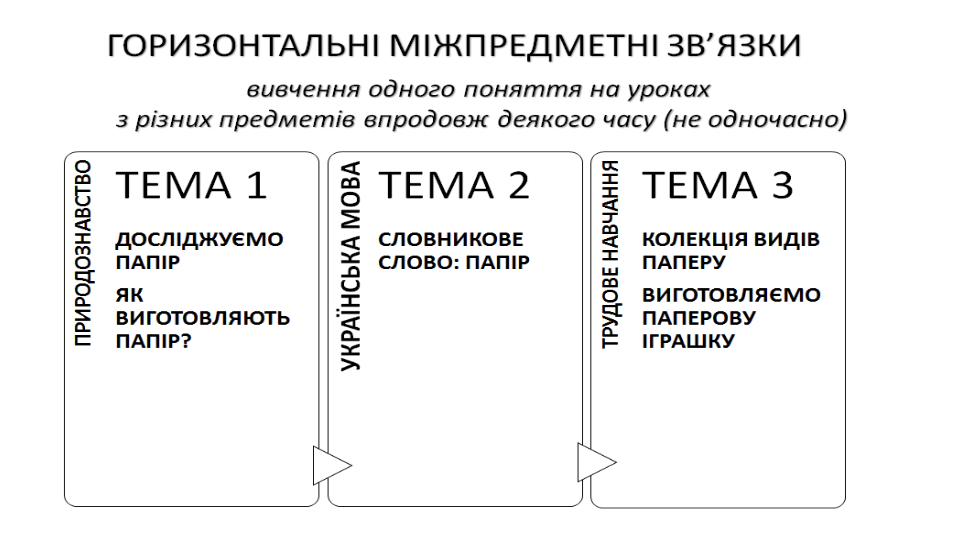 ГОРИЗОНТАЛЬНІ МІЖПРЕДМЕТНІ ЗВ’ЯЗКИ
вивчення одного поняття на уроках
з різних предметів впродовж деякого часу (не одночасно)
ПРИРОДОЗНАВСТВО
ТЕМА 1
ДОСЛІДЖУЄМО
ПАПІР
ЯК
ВИГОТОВЛЯЮТЬ
ПАПІР?
УКРАЇНСЬКА МОВА
ТЕМА 2
СЛОВНИКОВЕ
СЛОВО: ПАПІР
ТРУДОВЕ НАВЧАННЯ
ТЕМА 3
КОЛЕКЦІЯ ВИДІВ
ПАПЕРУ
ВИГОТОВЛЯЄМО
ПАПЕРОВУ
ІГРАШКУ